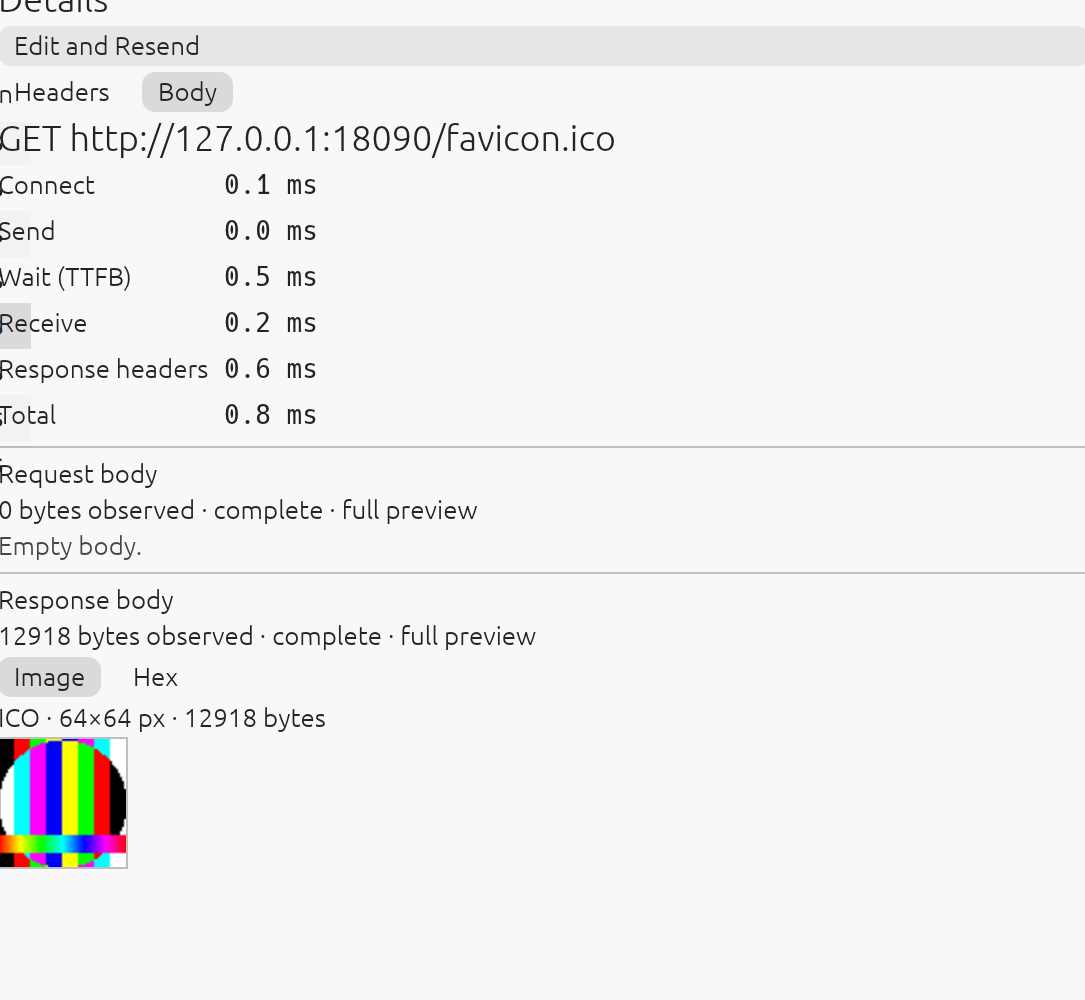 Details
Edit and Resend
Headers Body
GET http://127.0.0.1:18090/favicon.ico
Connect 0.1 ms
Send 0.0 ms
Wait (TTFB) 0.5 ms
Receive 0.2 ms
Response headers 0.6 ms
Total 0.8 ms
Request body
0 bytes observed · complete · full preview
Empty body.
Response body
12918 bytes observed · complete · full preview
Image Hex
ICO · 64×64 px · 12918 bytes